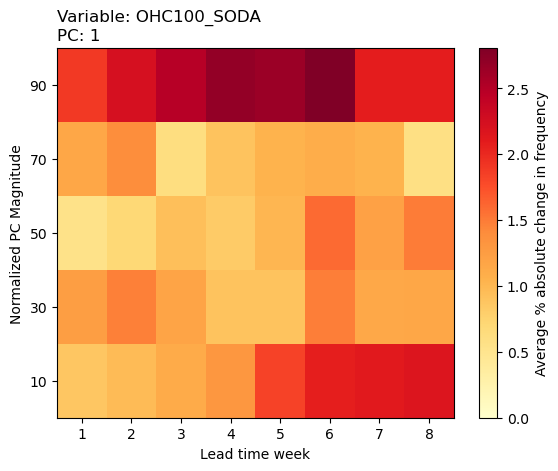 Variable: OHC100_SODA
PC: 1
90
70
50
30
10
Normalized PC Magnitude
1 2 3 4 5 6 7 8
Lead time week
2.5
2.0
1.5
1.0
0.5
0.0
Average % absolute change in frequency